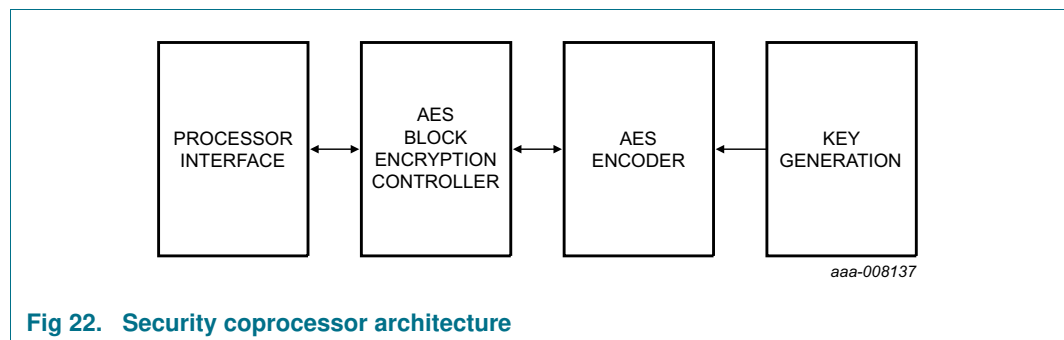 PROCESSOR
INTERFACE
AES
BLOCK
ENCRYPTION
CONTROLLER
AES
ENCODER
KEY
GENERATION
aaa-008137
Fig 22. Security coprocessor architecture